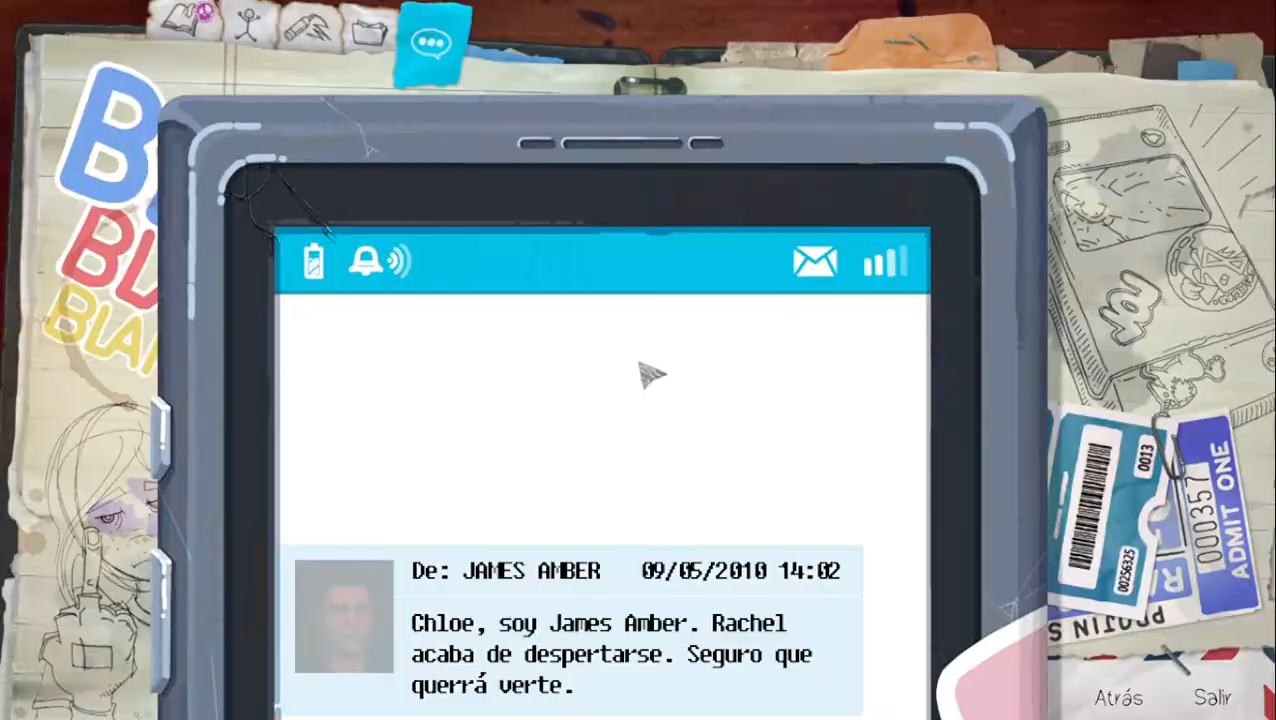 De: JAMES AMBER 09/05/2010 14:02
Chloe, soy James Amber. Rachel
acaba de despertarse. Seguro que
querrá verte.
0013
00256325
000357
ADMIT ONE
Atrás Salir